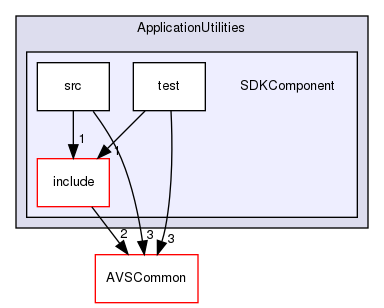 ApplicationUtilities
src
test
SDKComponent
1
1
include
2
3
3
AVSCommon